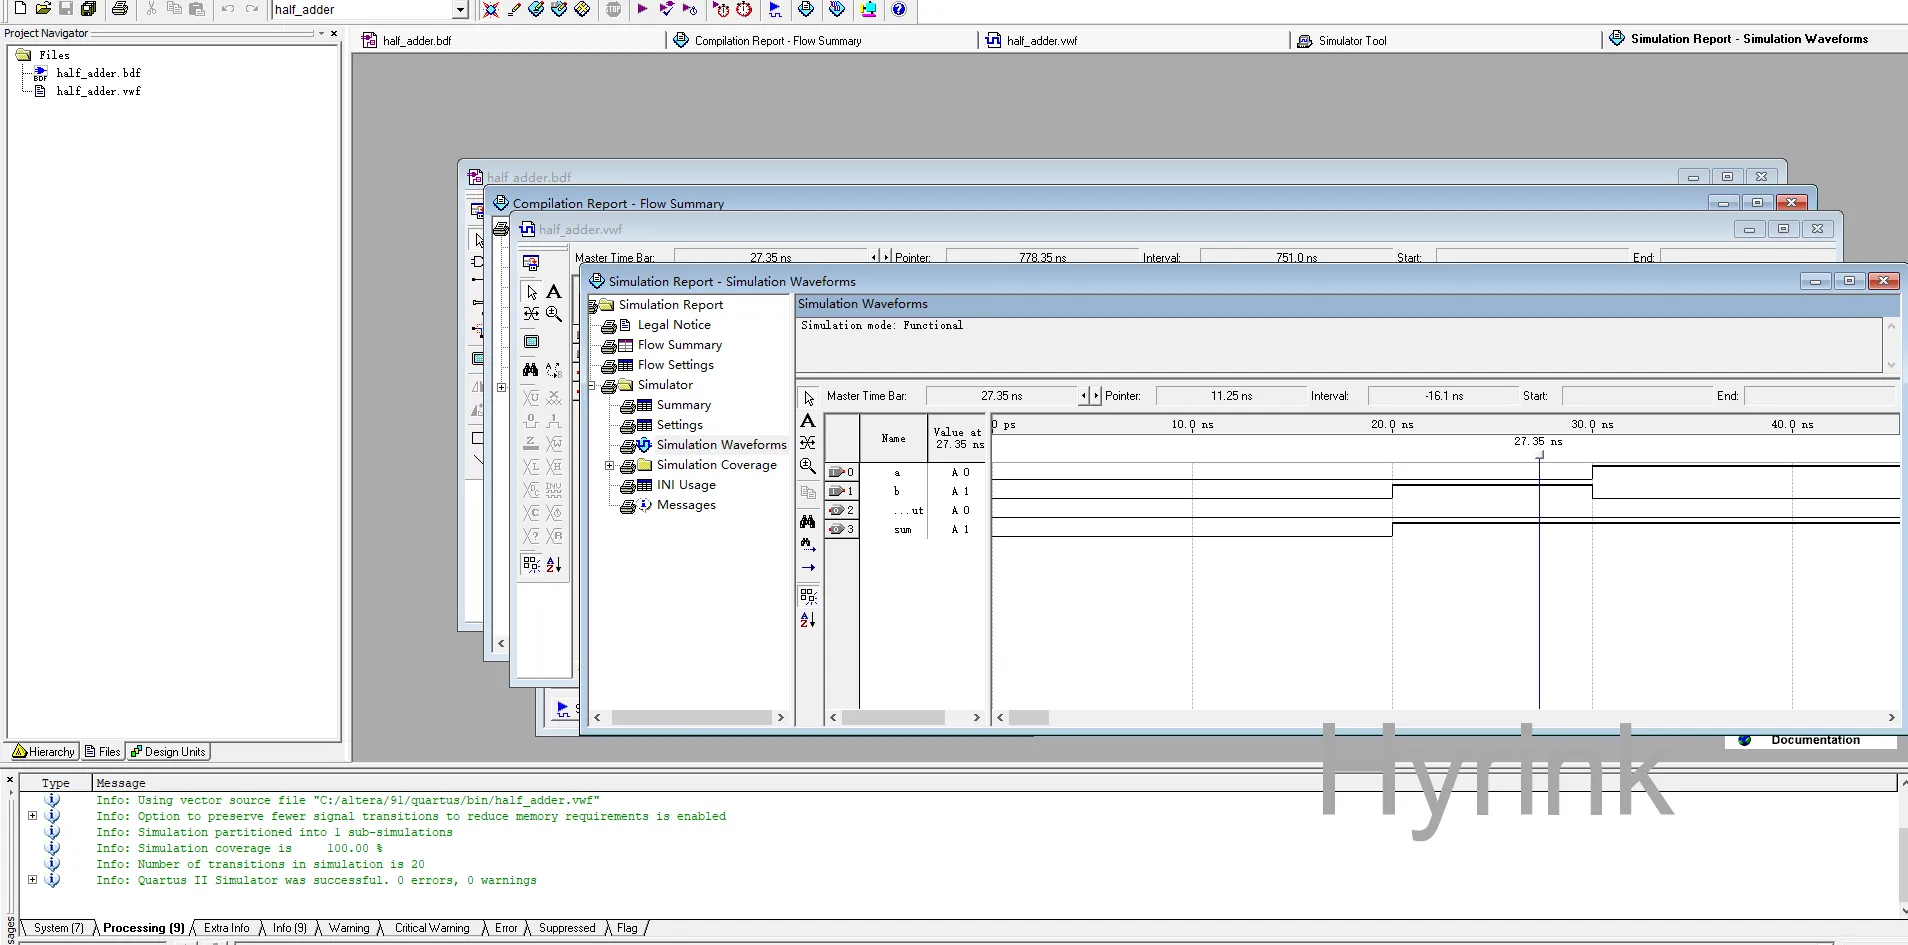 half_adder
Project Navigator
Files
half_adder.bdf
half_adder.vwf
Hierarchy
Files
Design Units
half_adder.bdf
Compilation Report - Flow Summary
half_adder.vwf
Simulator Tool
Simulation Report - Simulation Waveforms
half_adder.bdf
Compilation Report - Flow Summary
half_adder.vwf
Master Time Bar: 27.35 ns Pointer: 778.35 ns Interval: 751.0 ns Start: End:
Simulation Report - Simulation Waveforms
Simulation Report
Legal Notice
Flow Summary
Flow Settings
Simulator
Summary
Settings
Simulation Waveforms
Simulation Coverage
INI Usage
Messages
Simulation Waveforms
Simulation mode: Functional
Master Time Bar: 27.35 ns Pointer: 11.25 ns Interval: -16.1 ns Start: End:
Name
Value at
27.35 ns
0 ps 10.0 ns 20.0 ns 30.0 ns 40.0 ns
27.35 ns
0 a A 0
1 b A 1
2 ...ut A 0
3 sum A 1
Documentation
Hyrink
Type Message
Info: Using vector source file "C:/altera/91/quartus/bin/half_adder.vwf"
Info: Option to preserve fewer signal transitions to reduce memory requirements is enabled
Info: Simulation partitioned into 1 sub-simulations
Info: Simulation coverage is 100.00 %
Info: Number of transitions in simulation is 20
Info: Quartus II Simulator was successful. 0 errors, 0 warnings
System (7) Processing (9) Extra Info Info (9) Warning Critical Warning Error Suppressed Flag